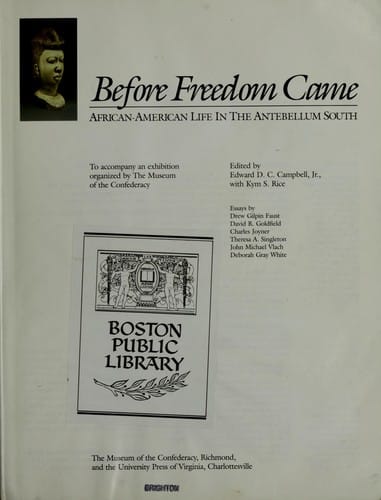 Before Freedom Came
AFRICAN-AMERICAN LIFE IN THE ANTEBELLUM SOUTH
To accompany an exhibition
organized by The Museum
of the Confederacy
Edited by
Edward D. C. Campbell, Jr.,
with Kym S. Rice
Essays by
Drew Gilpin Faust
David R. Goldfield
Charles Joyner
Theresa A. Singleton
John Michael Vlach
Deborah Gray White
BOSTON
PUBLIC
LIBRARY
The Museum of the Confederacy, Richmond,
and the University Press of Virginia, Charlottesville
BRIGHTON